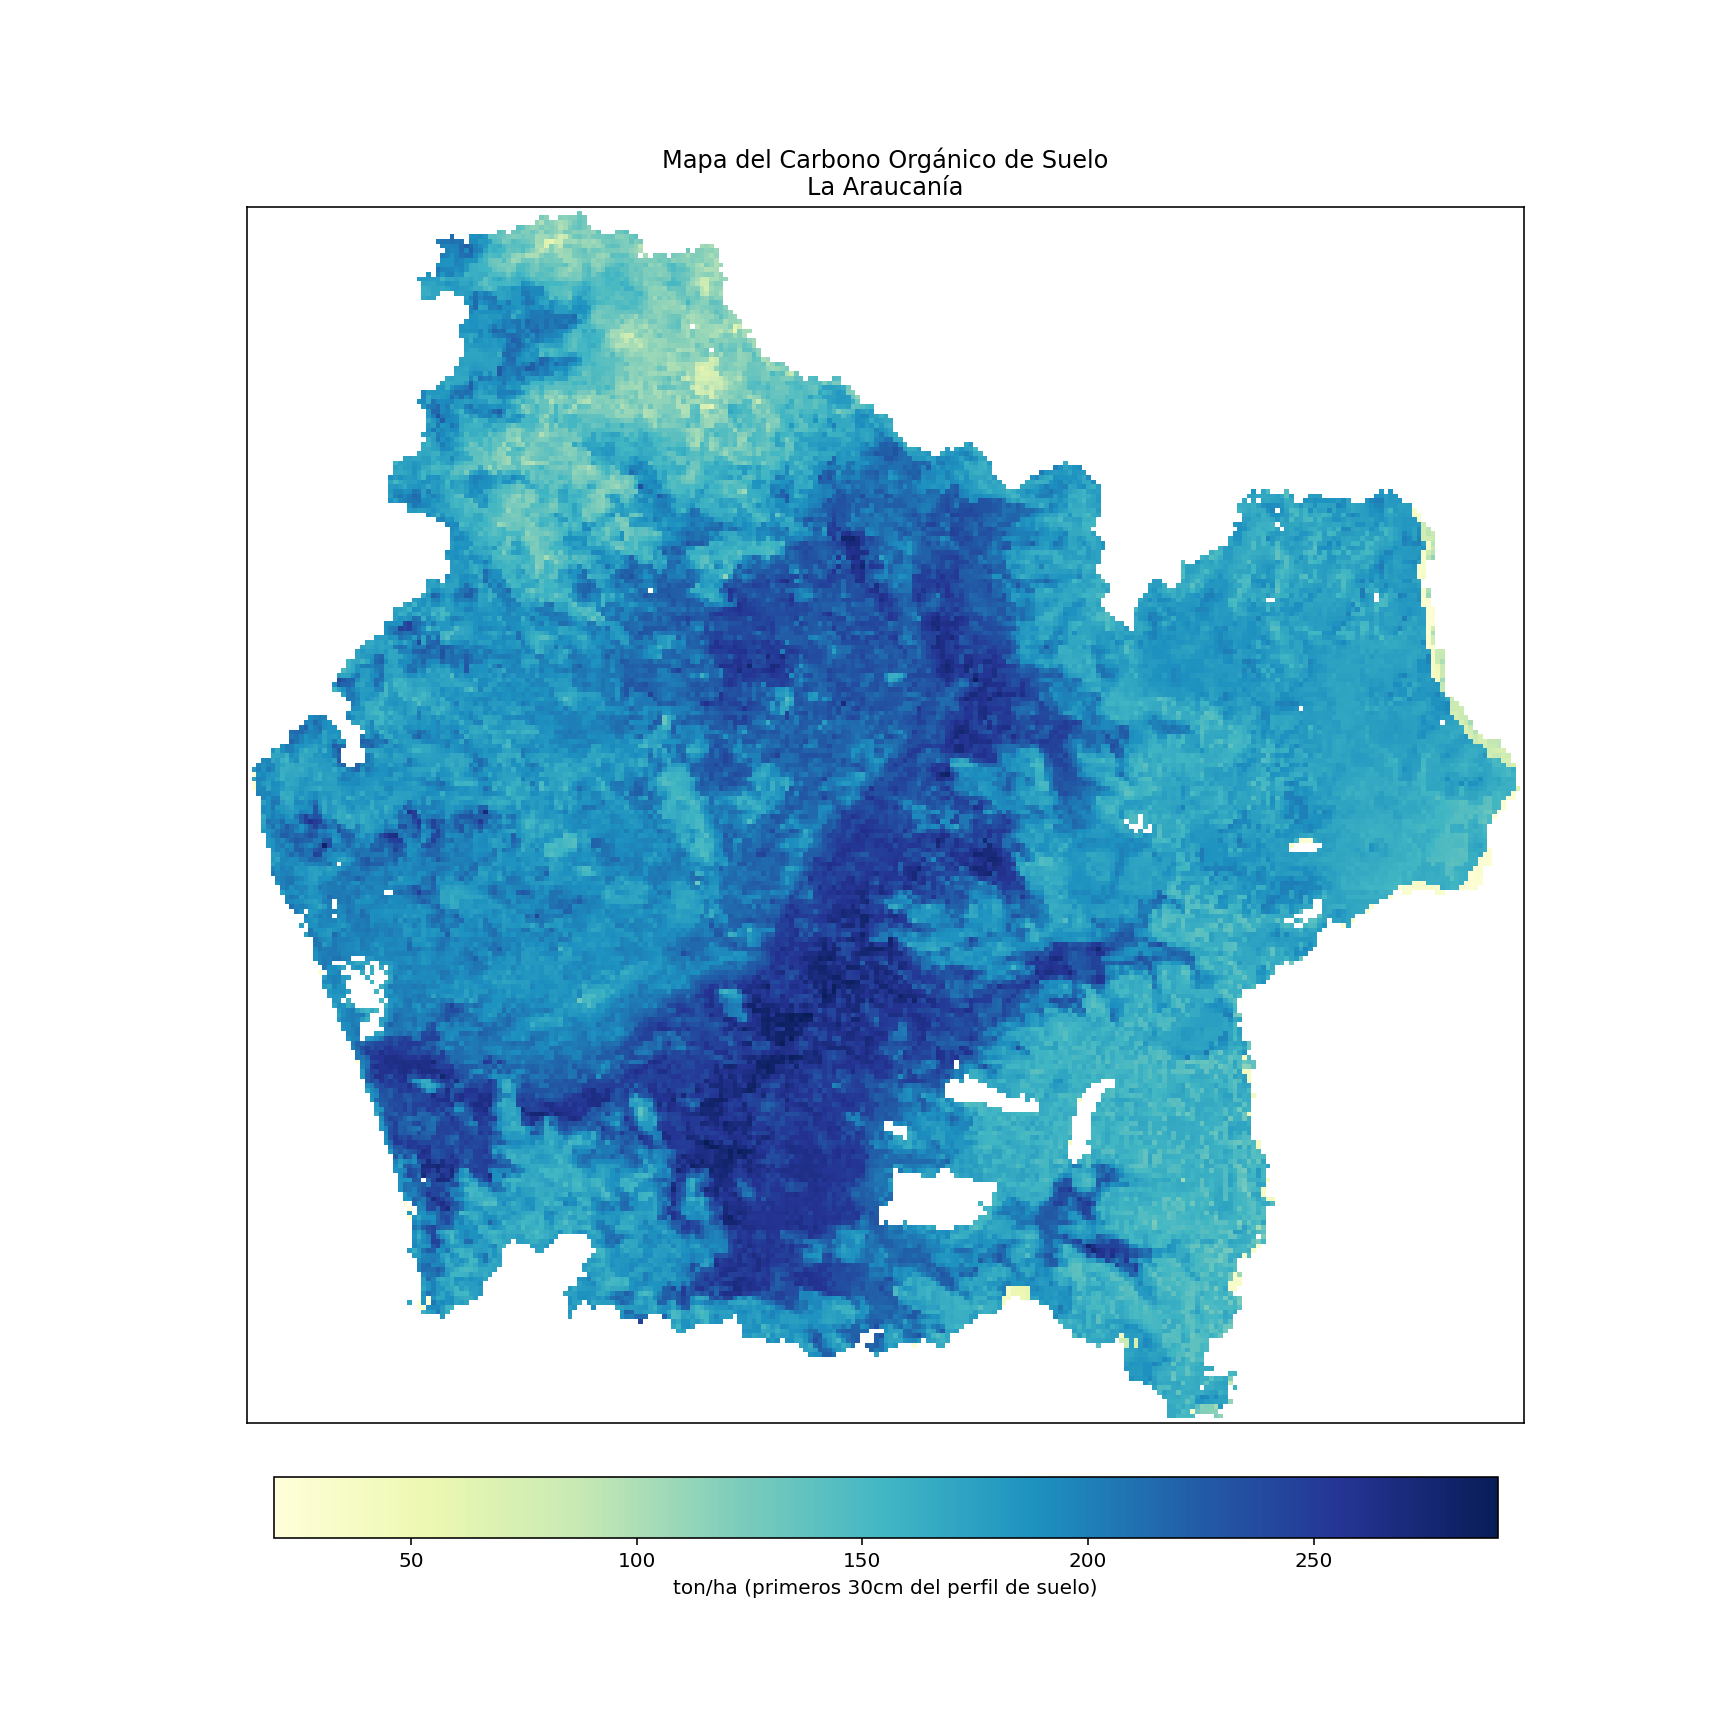 Mapa del Carbono Orgánico de Suelo
La Araucanía
50 100 150 200 250
ton/ha (primeros 30cm del perfil de suelo)